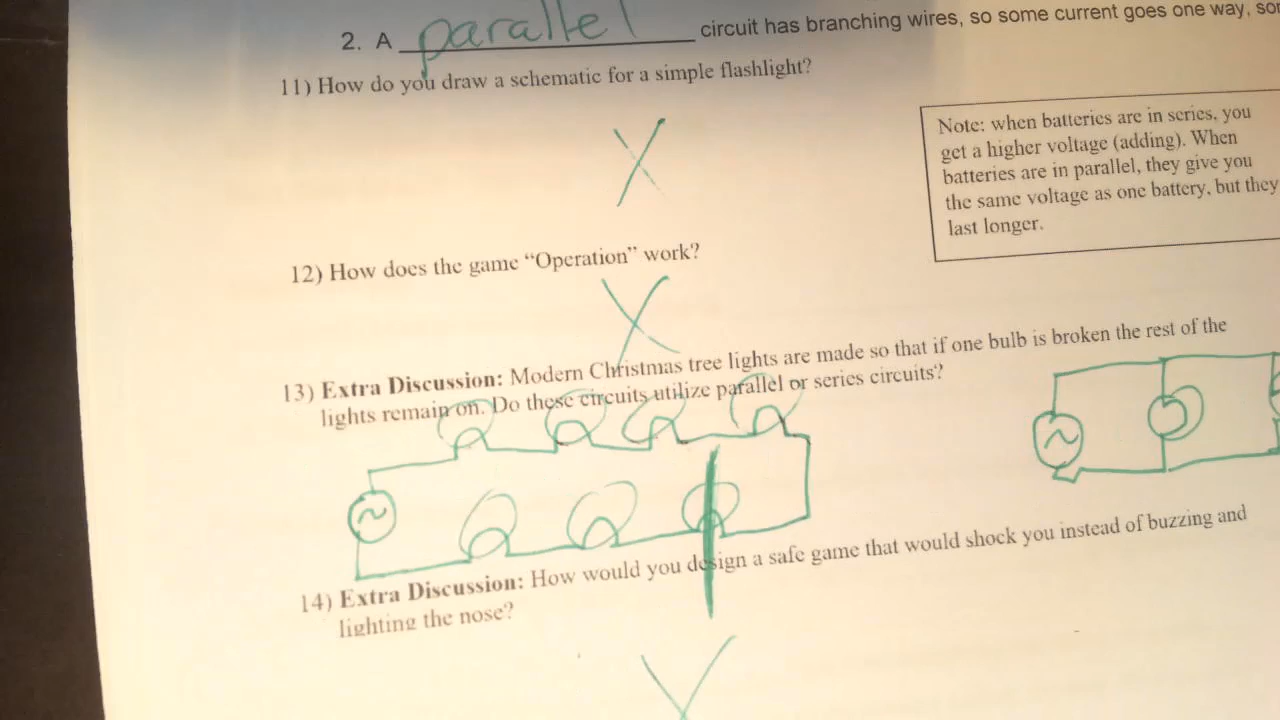 2. A parallel circuit has branching wires, so some current goes one way,
11) How do you draw a schematic for a simple flashlight?
X
Note: when batteries are in series, you
get a higher voltage (adding). When
batteries are in parallel, they give you
the same voltage as one battery, but they
last longer.
12) How does the game “Operation” work?
X
13) Extra Discussion: Modern Christmas tree lights are made so that if one bulb is broken the rest of the
lights remain on. Do these circuits utilize parallel or series circuits?
14) Extra Discussion: How would you design a safe game that would shock you instead of buzzing and
lighting the nose?
X